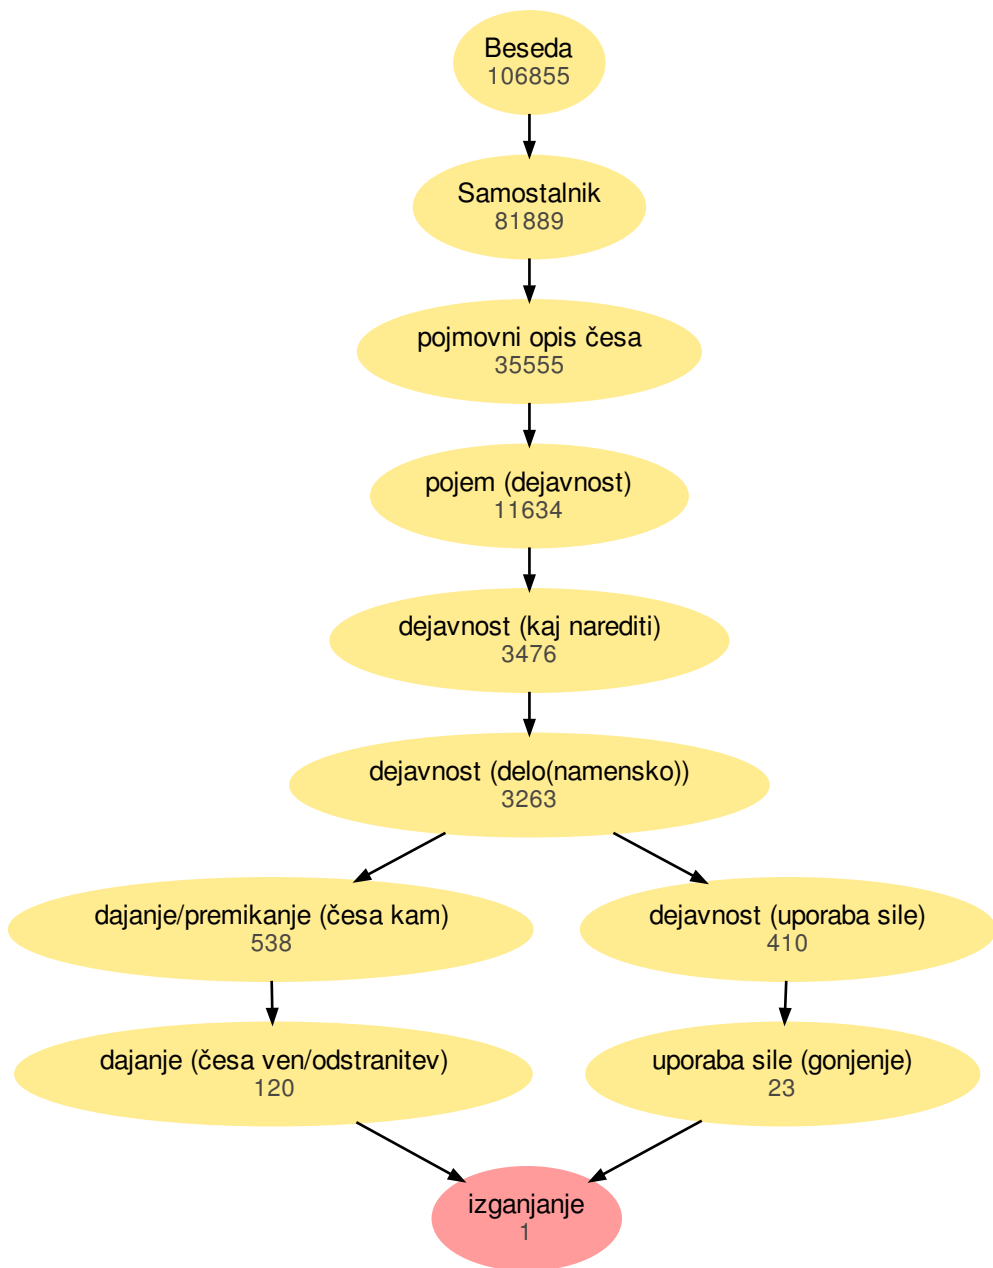 Beseda
106855
Samostalnik
81889
pojmovni opis česa
35555
pojem (dejavnost)
11634
dejavnost (kaj narediti)
3476
dejavnost (delo(namensko))
3263
dajanje/premikanje (česa kam)
538
dejavnost (uporaba sile)
410
dajanje (česa ven/odstranitev)
120
uporaba sile (gonjenje)
23
izganjanje
1